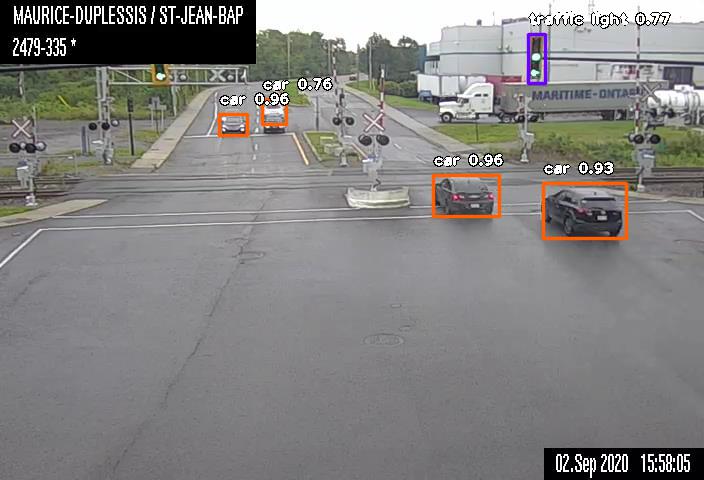 MAURICE-DUPLESSIS / ST-JEAN-BAP
2479-335 *
traffic light 0.77
car 0.76
car 0.96
MARITIME-ONTA
car 0.96
car 0.93
02.Sep 2020 15:58:05